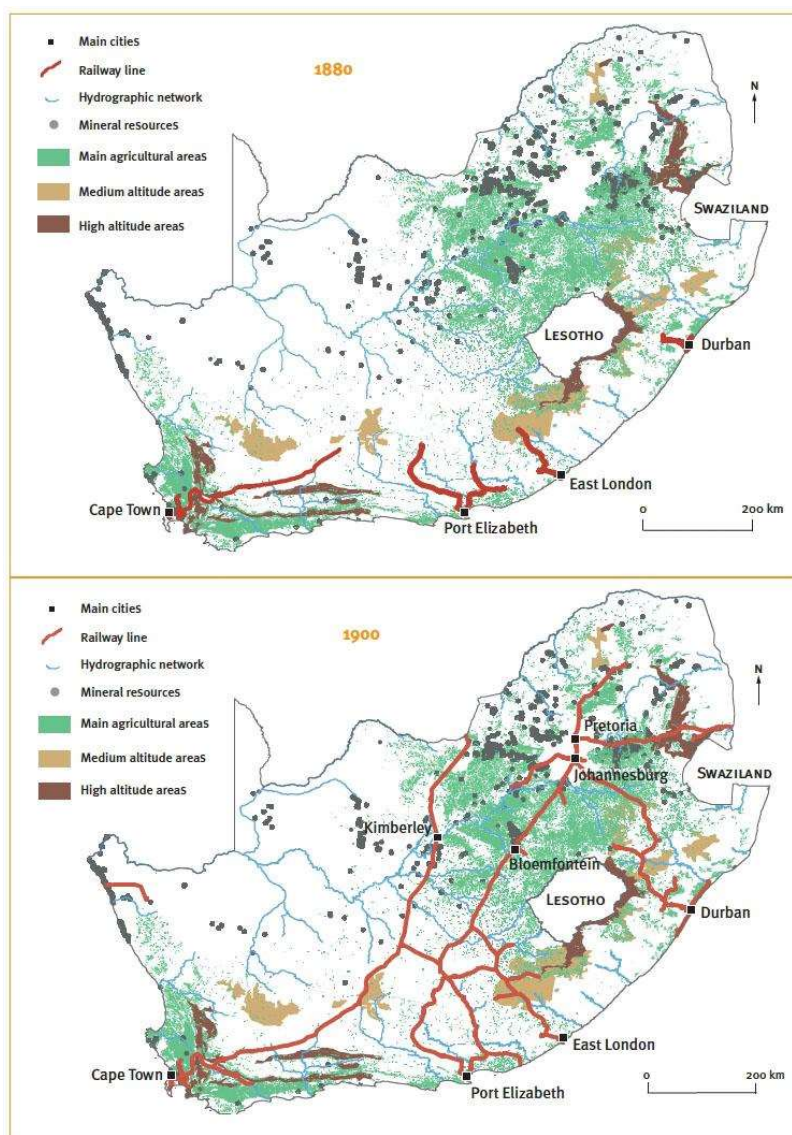 1880
Main cities
Railway line
Hydrographic network
Mineral resources
Main agricultural areas
Medium altitude areas
High altitude areas
N
SWAZILAND
LESOTHO
Durban
East London
Cape Town
Port Elizabeth
0 200 km
1900
Main cities
Railway line
Hydrographic network
Mineral resources
Main agricultural areas
Medium altitude areas
High altitude areas
N
Pretoria
Johannesburg
SWAZILAND
Kimberley
Bloemfontein
LESOTHO
Durban
East London
Cape Town
Port Elizabeth
0 200 km